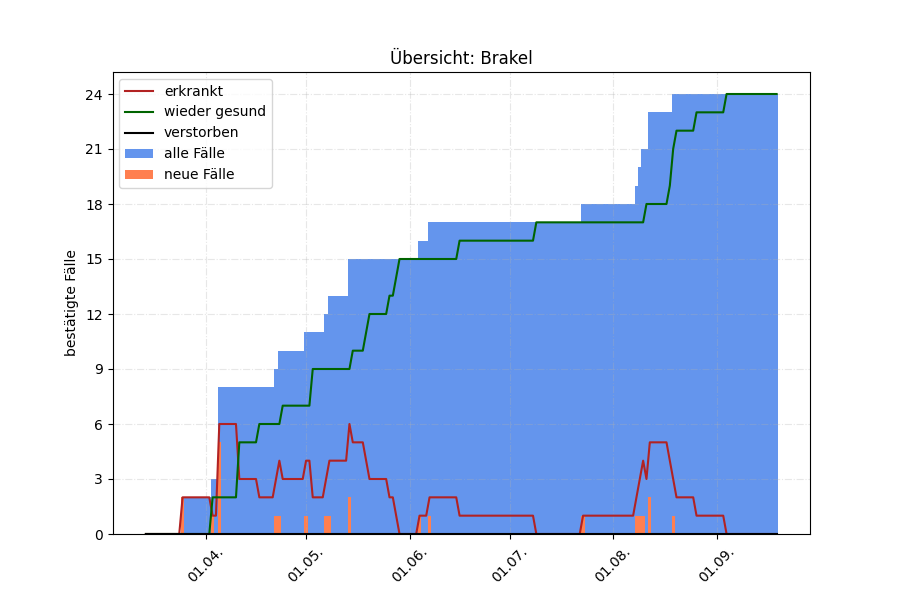 Übersicht: Brakel
erkrankt
wieder gesund
verstorben
alle Fälle
neue Fälle
bestätigte Fälle
24
21
18
15
12
9
6
3
0
01.04.
01.05.
01.06.
01.07.
01.08.
01.09.